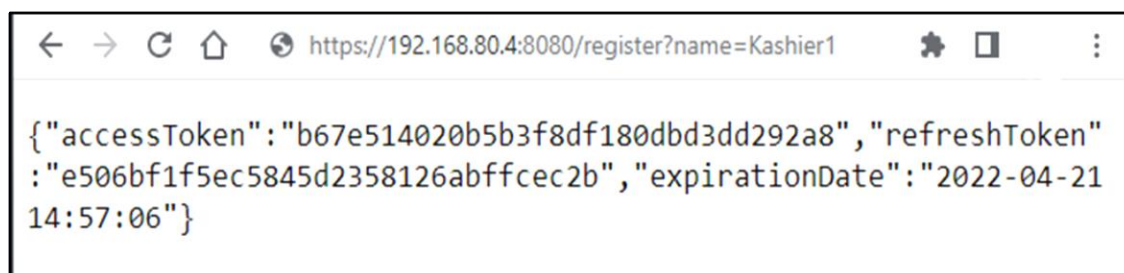 https://192.168.80.4:8080/register?name=Kashier1
{"accessToken":"b67e514020b5b3f8df180dbd3dd292a8","refreshToken"
:"e506bf1f5ec5845d2358126abffcec2b","expirationDate":"2022-04-21
14:57:06"}